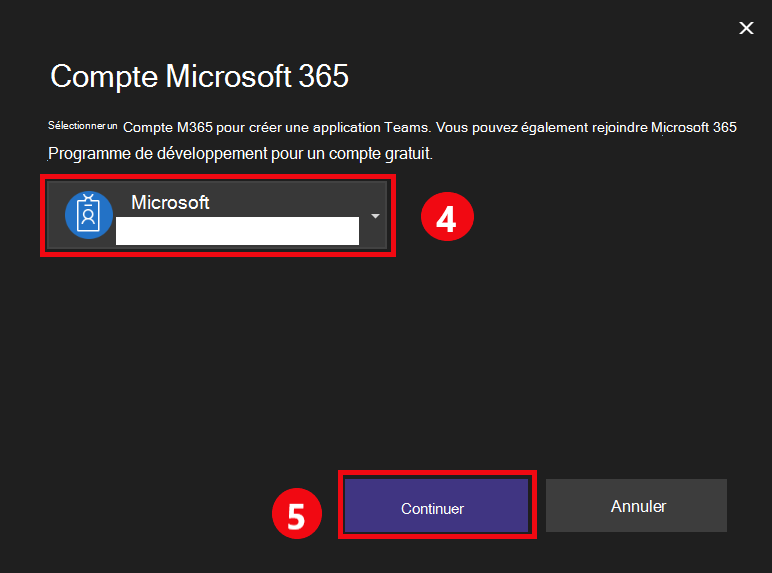 Compte Microsoft 365
Sélectionner un Compte M365 pour créer une application Teams. Vous pouvez également rejoindre Microsoft 365
Programme de développement pour un compte gratuit.
Microsoft
4
5
Continuer
Annuler